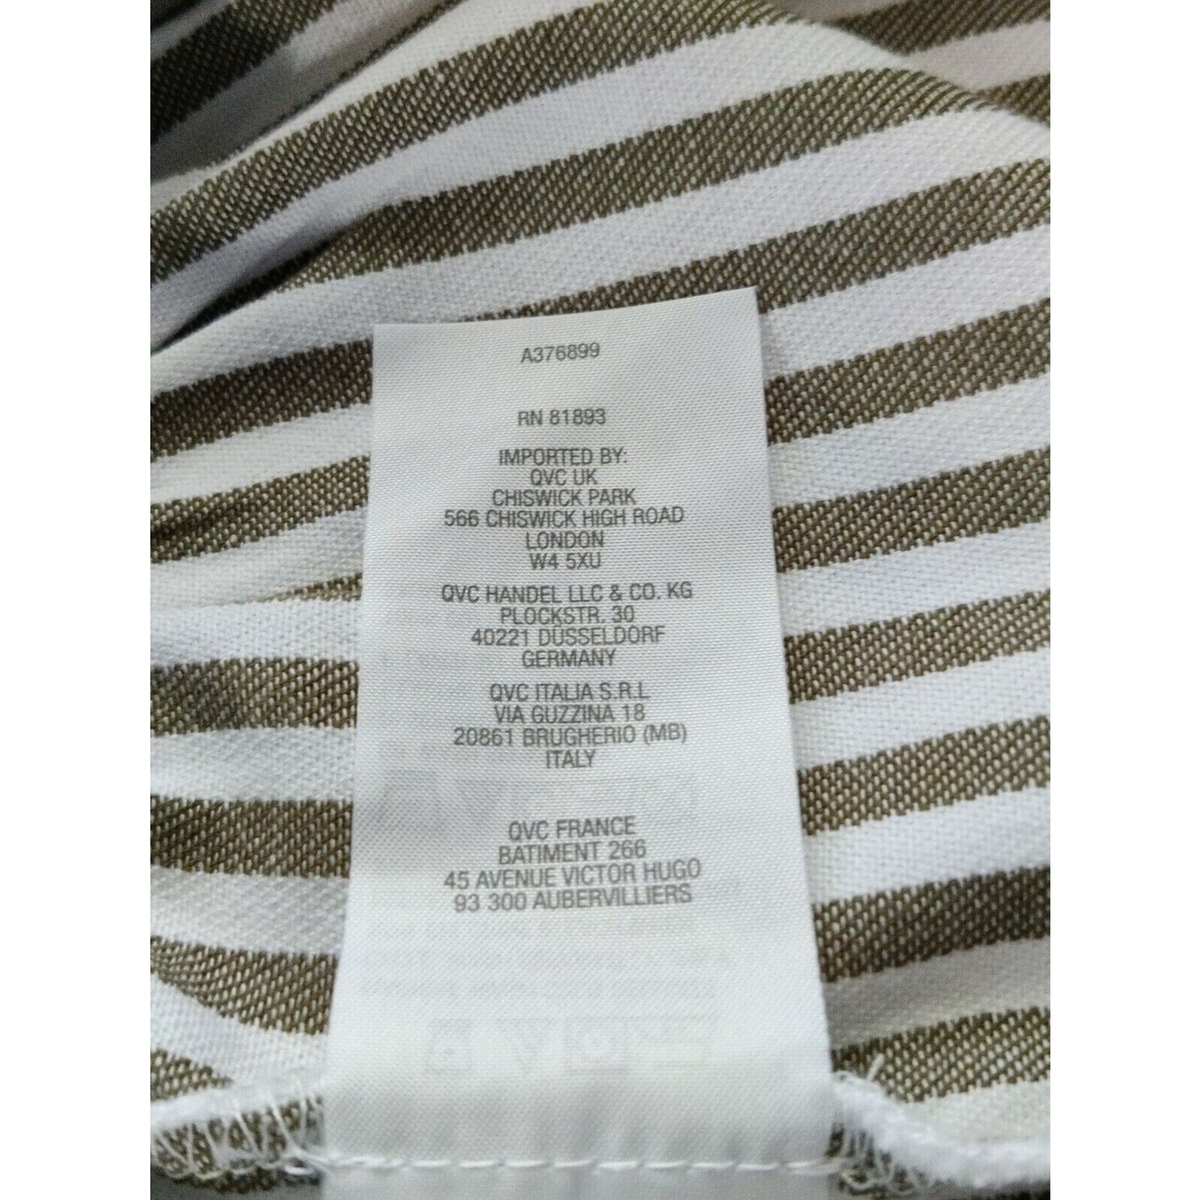 A376899
RN 81893
IMPORTED BY:
QVC UK
CHISWICK PARK
566 CHISWICK HIGH ROAD
LONDON
W4 5XU
QVC HANDEL LLC & CO. KG
PLOCKSTR. 30
40221 DÜSSELDORF
GERMANY
QVC ITALIA S.R.L
VIA GUZZINA 18
20861 BRUGHERIO (MB)
ITALY
QVC FRANCE
BATIMENT 266
45 AVENUE VICTOR HUGO
93 300 AUBERVILLIERS